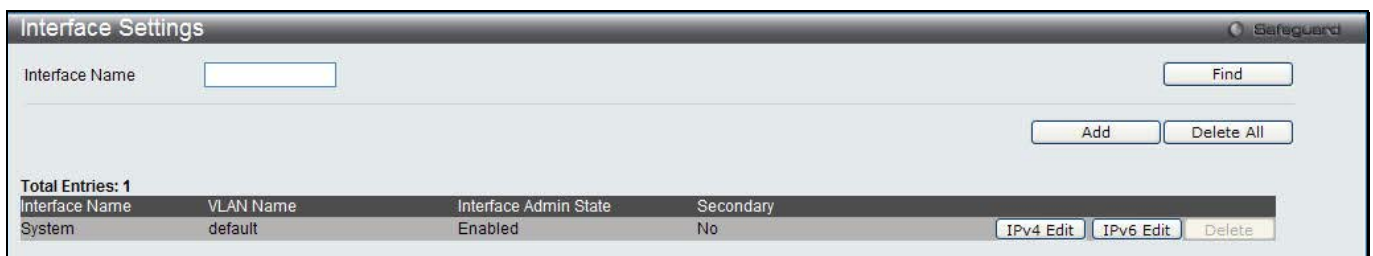 Interface Settings
Safeguard
Interface Name
Find
Add Delete All
Total Entries: 1
Interface Name VLAN Name Interface Admin State Secondary
System default Enabled No IPv4 Edit IPv6 Edit Delete